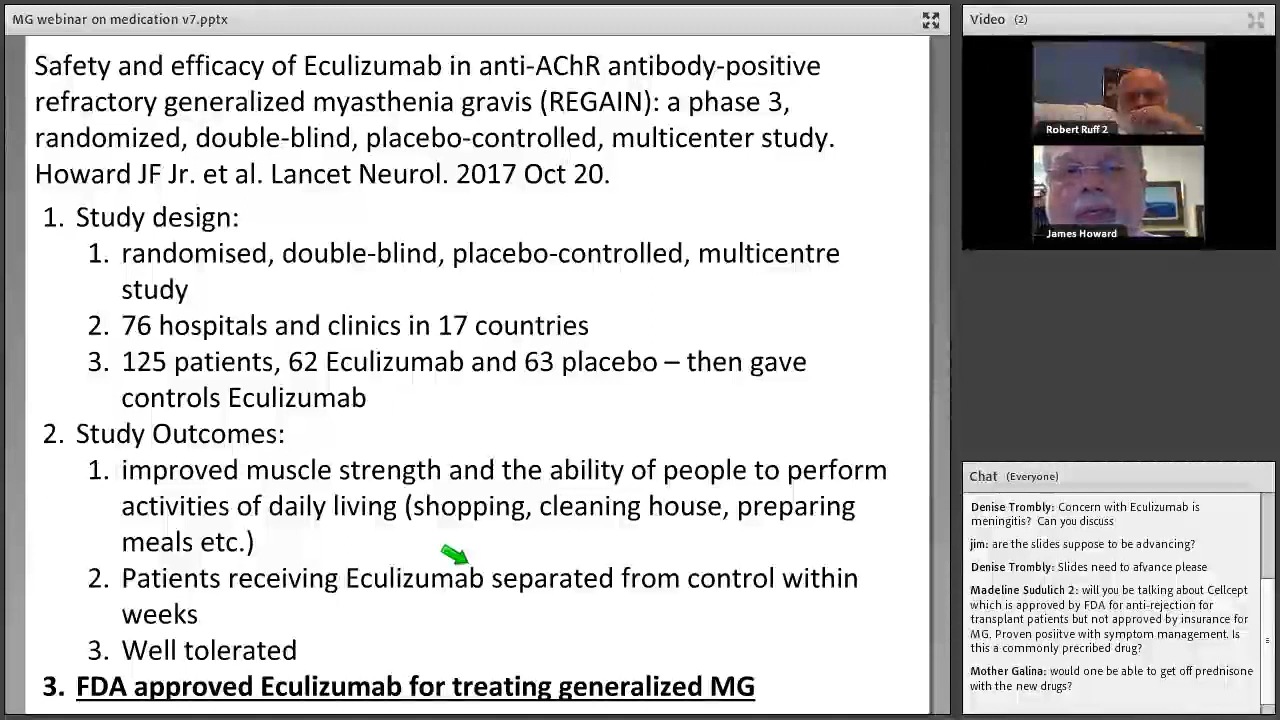 MG webinar on medication v7.pptx
Safety and efficacy of Eculizumab in anti-AChR antibody-positive
refractory generalized myasthenia gravis (REGAIN): a phase 3,
randomized, double-blind, placebo-controlled, multicenter study.
Howard JF Jr. et al. Lancet Neurol. 2017 Oct 20.
1. Study design:
1. randomised, double-blind, placebo-controlled, multicentre
study
2. 76 hospitals and clinics in 17 countries
3. 125 patients, 62 Eculizumab and 63 placebo – then gave
controls Eculizumab
2. Study Outcomes:
1. improved muscle strength and the ability of people to perform
activities of daily living (shopping, cleaning house, preparing
meals etc.)
2. Patients receiving Eculizumab separated from control within
weeks
3. Well tolerated
3. FDA approved Eculizumab for treating generalized MG
Video (2)
Robert Ruff 2
James Howard
Chat (Everyone)
Denise Trombly: Concern with Eculizumab is
meningitis? Can you discuss
jim: are the slides suppose to be advancing?
Denise Trombly: Slides need to afvance please
Madeline Sudulich 2: will you be talking about Cellcept
which is approved by FDA for anti-rejection for
transplant patients but not approved by insurance for
MG. Proven posiitve with symptom management. Is
this a commonly precribed drug?
Mother Galina: would one be able to get off prednisone
with the new drugs?